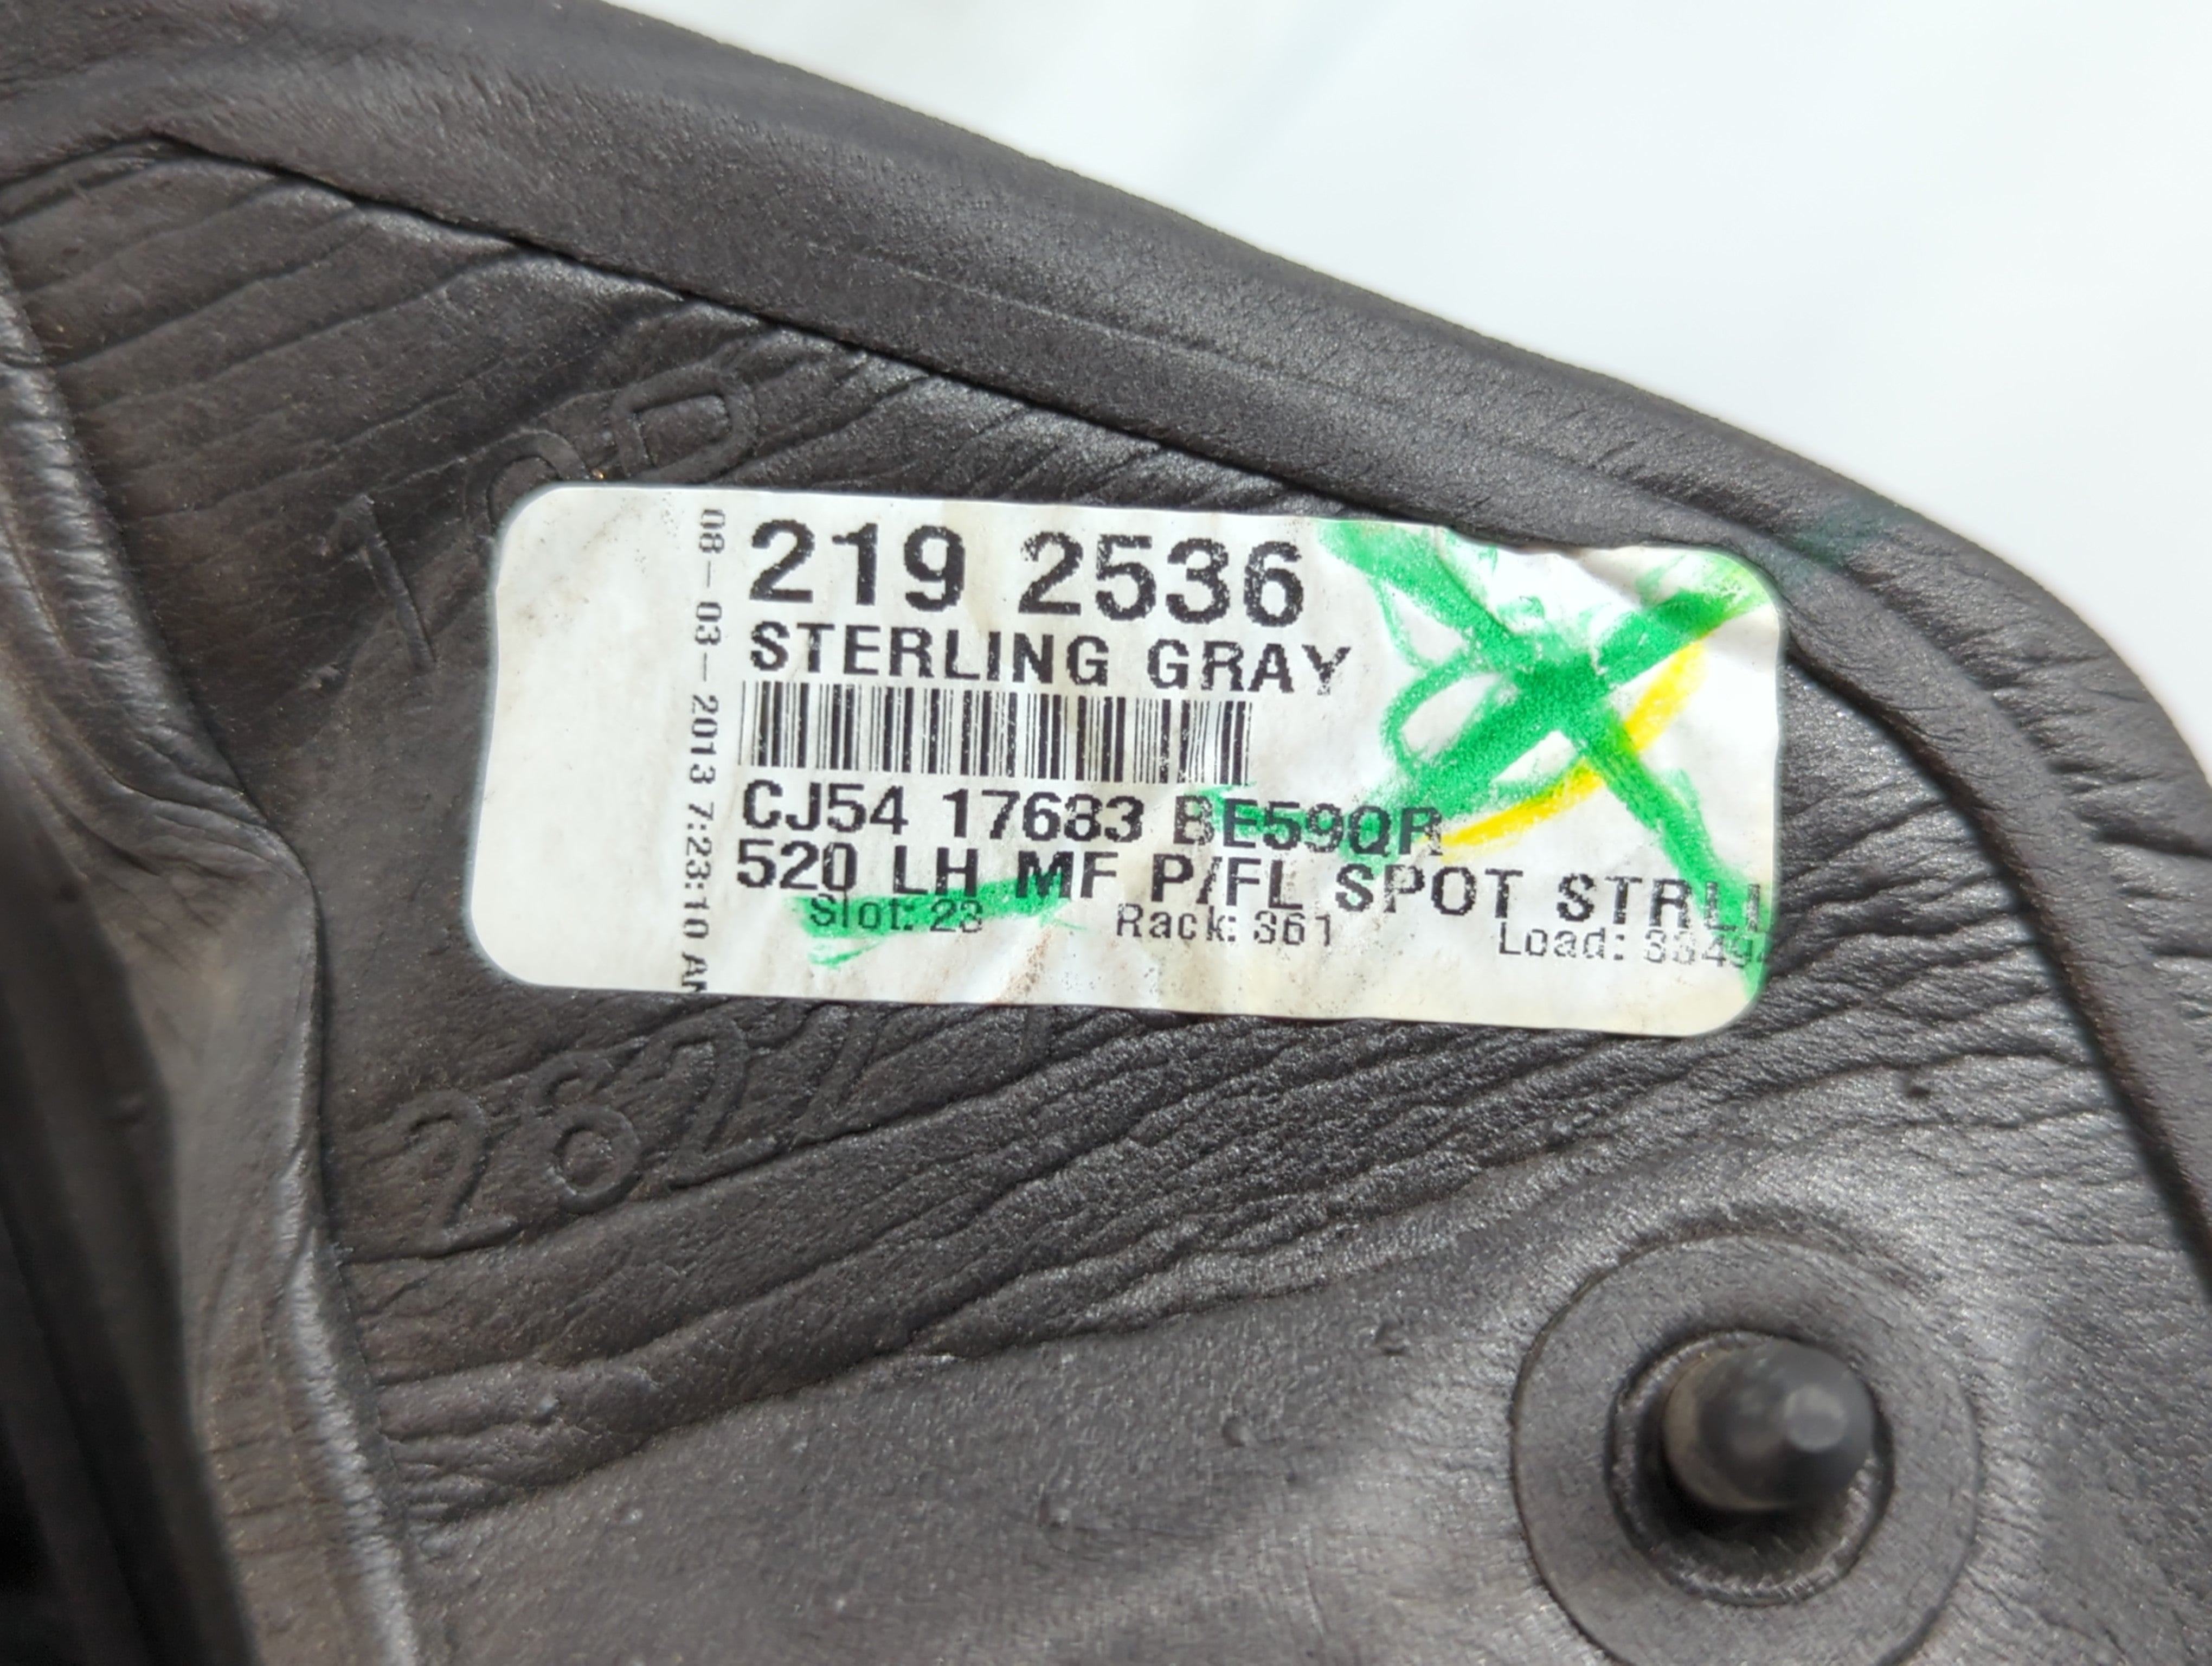 10D
08-03-2013 7:23:10 AM
219 2536
STERLING GRAY
CJ54 17683 BE59QR
520 LH MF P/FL SPOT STRLI
Slot: 23 Rack: 361 Load: